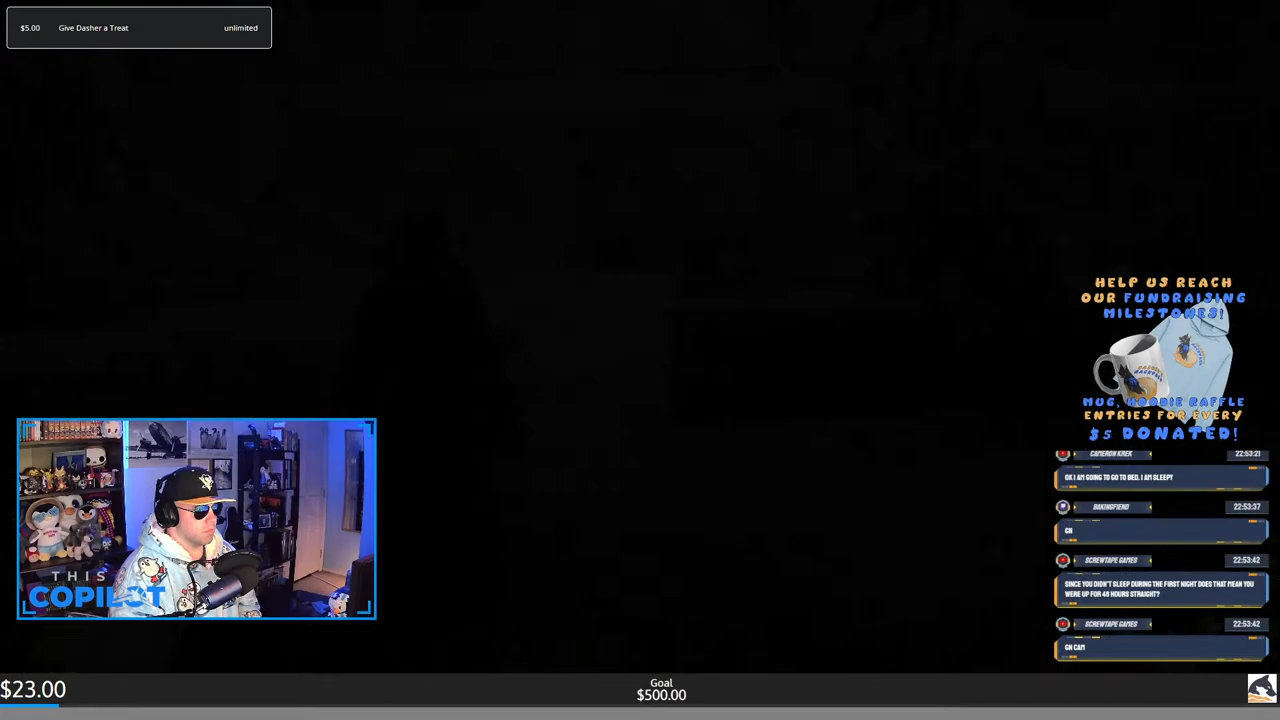 $5.00 Give Dasher a Treat unlimited
HELP US REACH
OUR FUNDRAISING
MILESTONES!
MUG, HOODIE RAFFLE
ENTRIES FOR EVERY
$5 DONATED!
CAMERON KREK 22:53:21
OK I AM GOING TO GO TO BED. I AM SLEEPY
BAKINGFIEND 22:53:37
GN
SCREWTAPE GAMES 22:53:42
SINCE YOU DIDN'T SLEEP DURING THE FIRST NIGHT DOES THAT MEAN YOU
WERE UP FOR 48 HOURS STRAIGHT?
SCREWTAPE GAMES 22:53:42
GN CAM
THIS IS
COPILOT
$23.00
Goal
$500.00